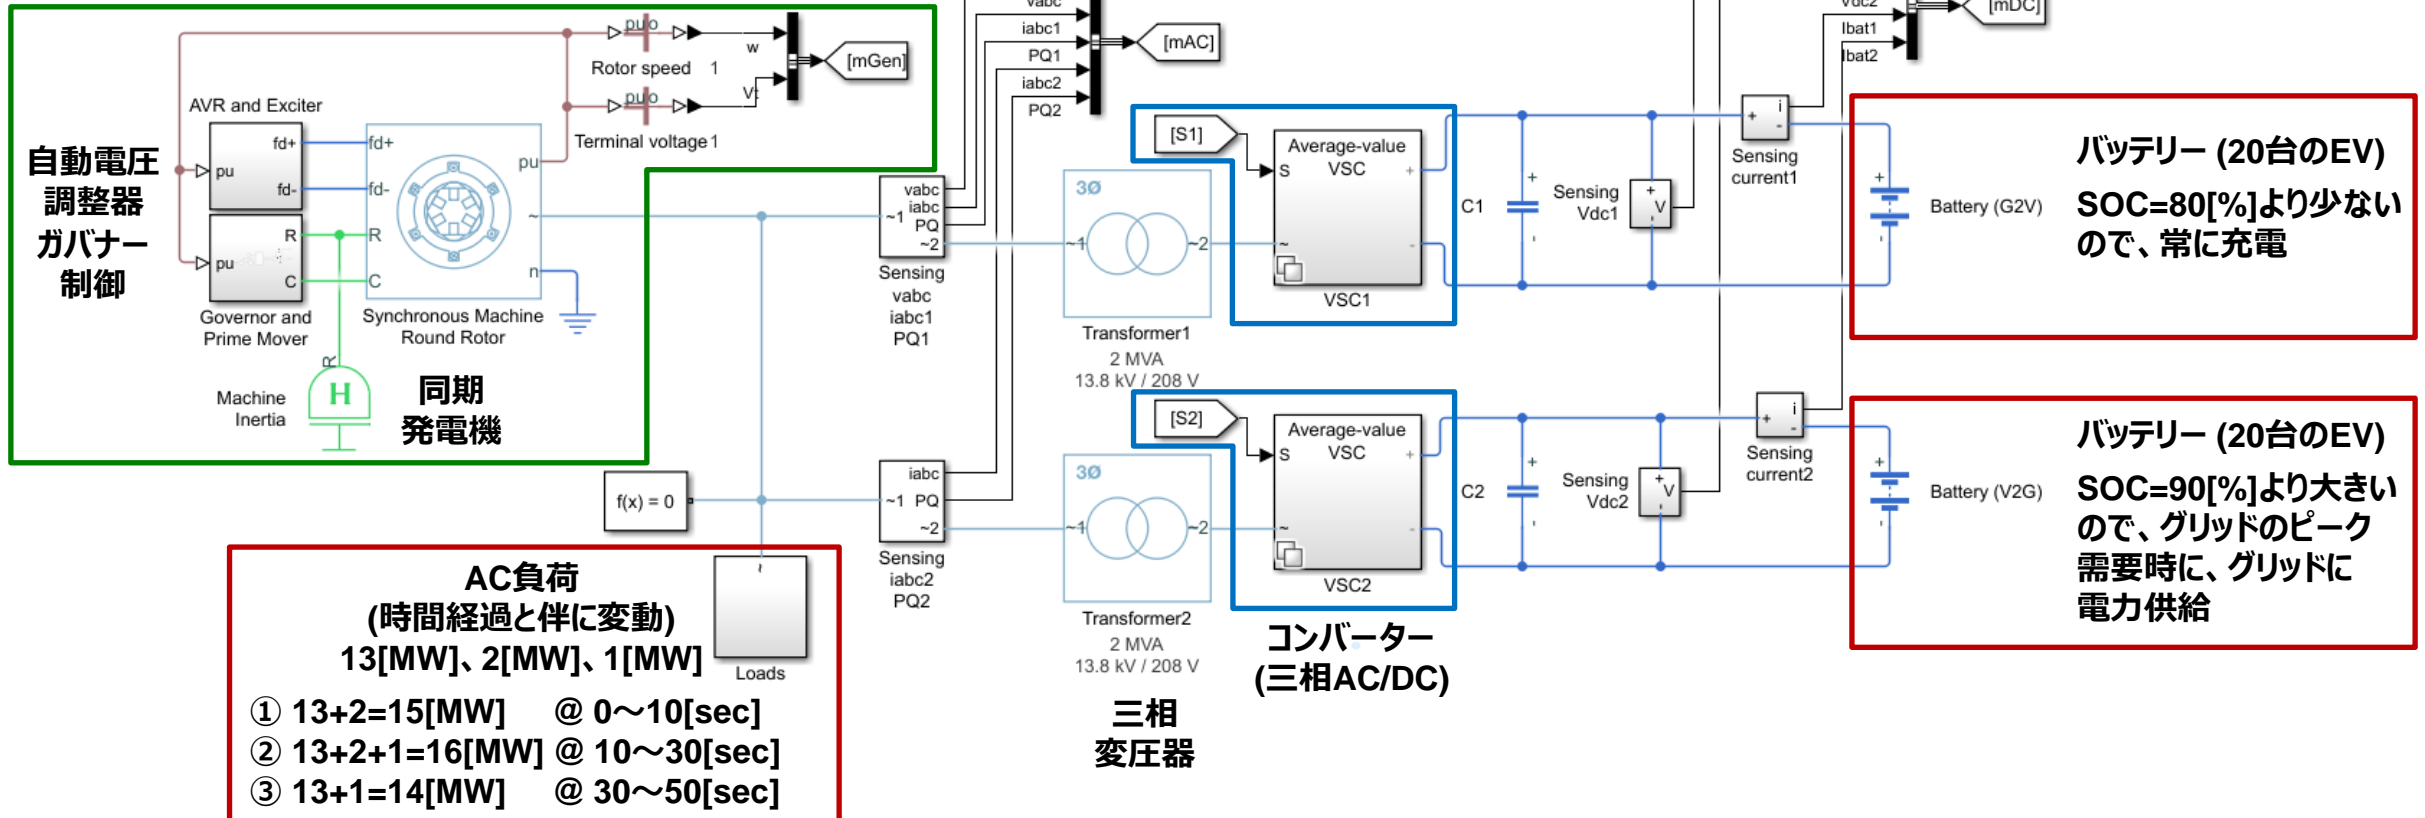 vabc
iabc1
PQ1
iabc2
PQ2
[mAC]
Vdc2
Ibat1
Ibat2
[mDC]
w
Rotor speed 1
Vt
Terminal voltage1
[mGen]
AVR and Exciter
fd+
fd-
pu
fd+
fd-
pu
R
C
pu
R
C
~
n
Governor and
Prime Mover
Synchronous Machine
Round Rotor
R
H
Machine
Inertia
自動電圧
調整器
ガバナー
制御
同期
発電機
vabc
iabc
PQ
~1
~2
Sensing
vabc
iabc1
PQ1
3Ø
~1
~2
Transformer1
2 MVA
13.8 kV / 208 V
[S1]
Average-value
VSC
S
~
+
-
VSC1
C1
+
-
Sensing
Vdc1
+
V
-
+
i
-
Sensing
current1
+
-
Battery (G2V)
バッテリー (20台のEV)
SOC=80[%]より少ない
ので、常に充電
f(x) = 0
iabc
~1 PQ
~2
Sensing
iabc2
PQ2
3Ø
~1
~2
Transformer2
2 MVA
13.8 kV / 208 V
[S2]
Average-value
VSC
S
~
+
-
VSC2
C2
+
-
Sensing
Vdc2
+
V
-
+
i
-
Sensing
current2
+
-
Battery (V2G)
バッテリー (20台のEV)
SOC=90[%]より大きい
ので、グリッドのピーク
需要時に、グリッドに
電力供給
コンバーター
(三相AC/DC)
三相
変圧器
~
Loads
AC負荷
(時間経過と伴に変動)
13[MW]、2[MW]、1[MW]
① 13+2=15[MW] @ 0～10[sec]
② 13+2+1=16[MW] @ 10～30[sec]
③ 13+1=14[MW] @ 30～50[sec]